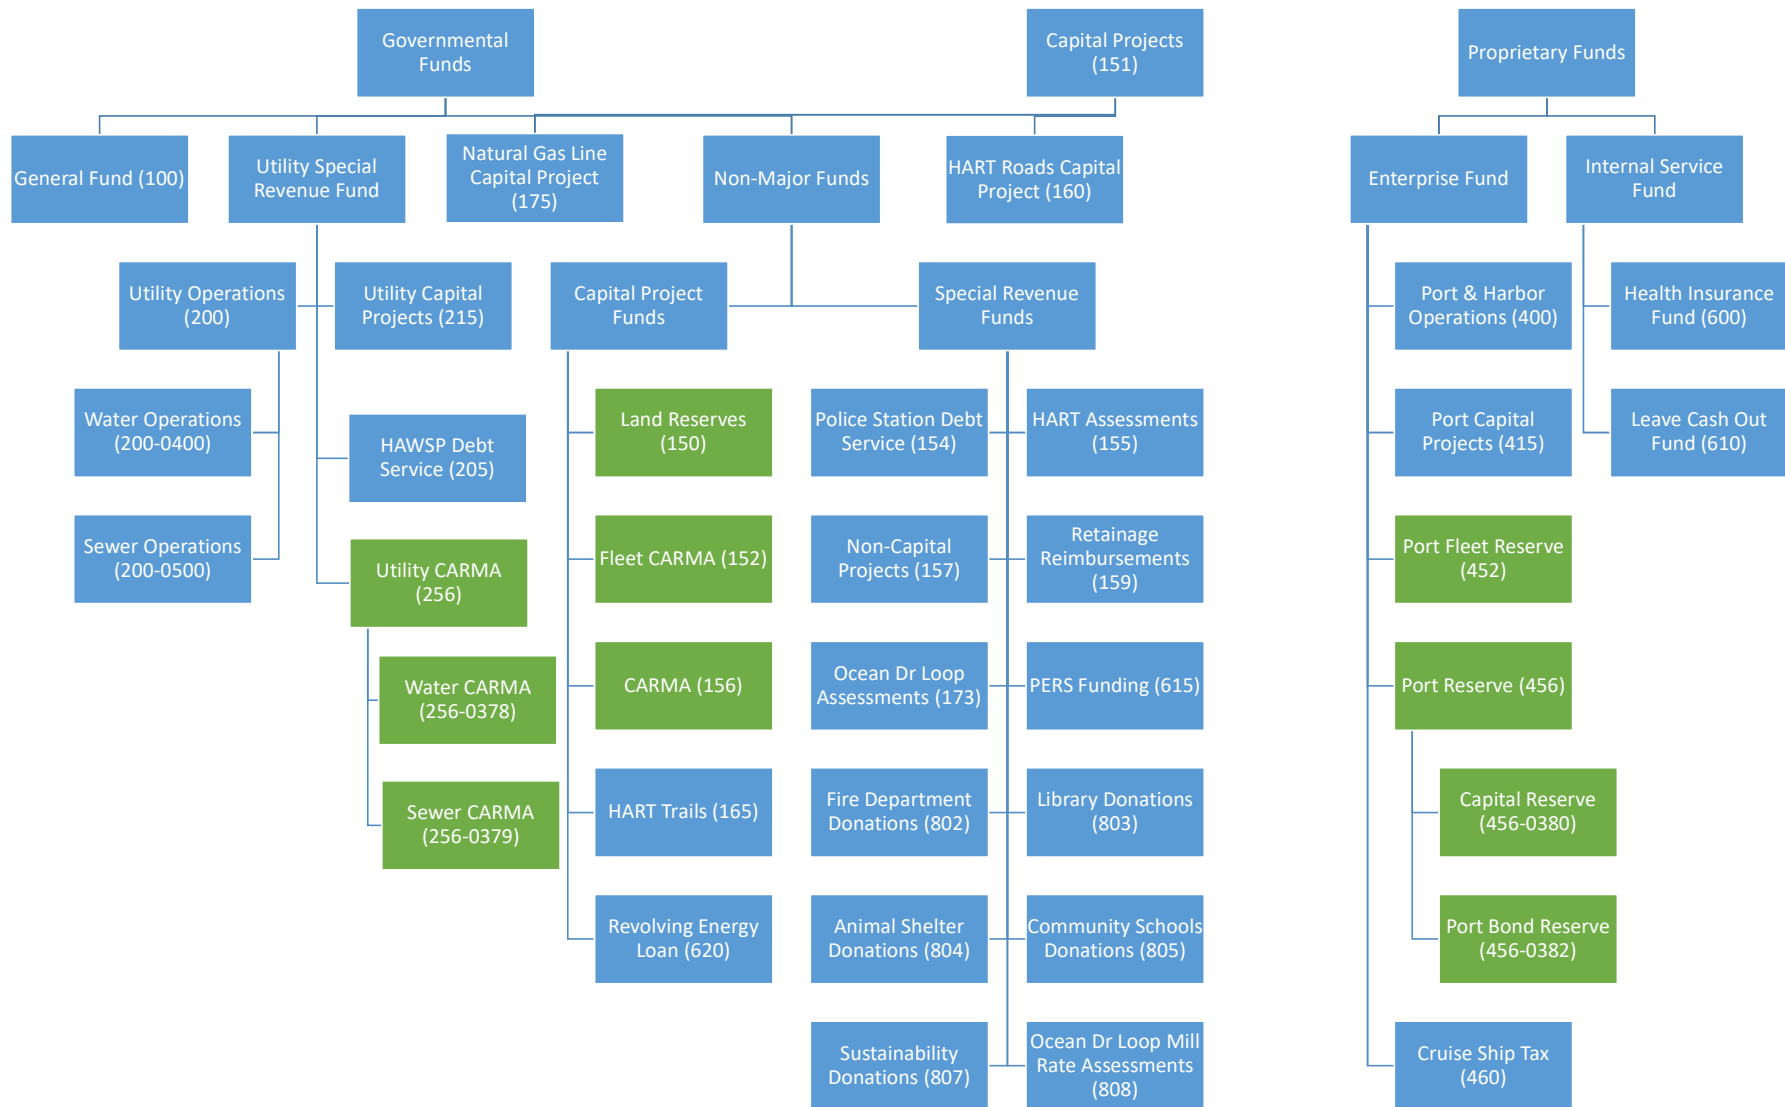 Governmental
Funds
Capital Projects
(151)
Proprietary Funds
General Fund (100)
Utility Special
Revenue Fund
Natural Gas Line
Capital Project
(175)
Non-Major Funds
HART Roads Capital
Project (160)
Enterprise Fund
Internal Service
Fund
Utility Operations
(200)
Utility Capital
Projects (215)
Capital Project
Funds
Special Revenue
Funds
Port & Harbor
Operations (400)
Health Insurance
Fund (600)
Water Operations
(200-0400)
HAWSP Debt
Service (205)
Land Reserves
(150)
Police Station Debt
Service (154)
HART Assessments
(155)
Port Capital
Projects (415)
Leave Cash Out
Fund (610)
Sewer Operations
(200-0500)
Utility CARMA
(256)
Fleet CARMA (152)
Non-Capital
Projects (157)
Retainage
Reimbursements
(159)
Port Fleet Reserve
(452)
Water CARMA
(256-0378)
CARMA (156)
Ocean Dr Loop
Assessments (173)
PERS Funding (615)
Port Reserve (456)
Sewer CARMA
(256-0379)
HART Trails (165)
Fire Department
Donations (802)
Library Donations
(803)
Capital Reserve
(456-0380)
Revolving Energy
Loan (620)
Animal Shelter
Donations (804)
Community Schools
Donations (805)
Port Bond Reserve
(456-0382)
Sustainability
Donations (807)
Ocean Dr Loop Mill
Rate Assessments
(808)
Cruise Ship Tax
(460)